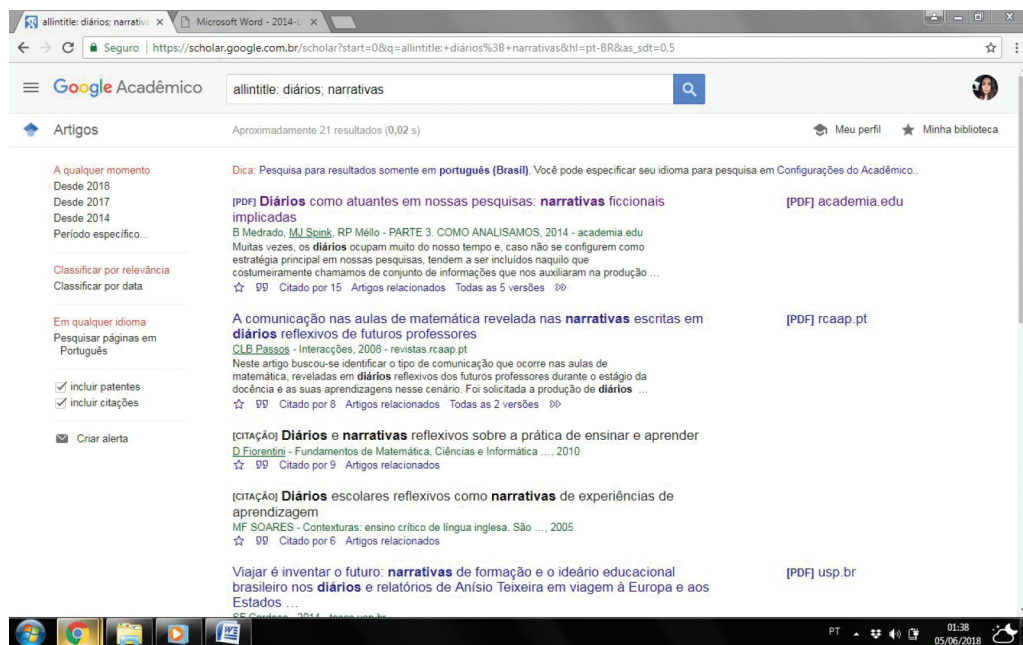 allintitle: diários; narrativ
Microsoft Word - 2014-L
Seguro
https://scholar.google.com.br/scholar?start=0&q=allintitle:+diários%3B+narrativas&hl=pt-BR&as_sdt=0,5
Google Acadêmico
allintitle: diários; narrativas
Artigos
Aproximadamente 21 resultados (0,02 s)
Meu perfil
Minha biblioteca
A qualquer momento
Desde 2018
Desde 2017
Desde 2014
Período específico...
Classificar por relevância
Classificar por data
Em qualquer idioma
Pesquisar páginas em
Português
incluir patentes
incluir citações
Criar alerta
Dica: Pesquisa para resultados somente em português (Brasil). Você pode especificar seu idioma para pesquisa em Configurações do Acadêmico..
[PDF] Diários como atuantes em nossas pesquisas: narrativas ficcionais
implicadas
B Medrado, MJ Spink, RP Méllo - PARTE 3. COMO ANALISAMOS, 2014 - academia.edu
Muitas vezes, os diários ocupam muito do nosso tempo e, caso não se configurem como
estratégia principal em nossas pesquisas, tendem a ser incluídos naquilo que
costumeiramente chamamos de conjunto de informações que nos auxiliaram na produção ...
Citado por 15 Artigos relacionados Todas as 5 versões
[PDF] academia.edu
A comunicação nas aulas de matemática revelada nas narrativas escritas em
diários reflexivos de futuros professores
CLB Passos - Interacções, 2008 - revistas.rcaap.pt
Neste artigo buscou-se identificar o tipo de comunicação que ocorre nas aulas de
matemática, reveladas em diários reflexivos dos futuros professores durante o estágio da
docência e as suas aprendizagens nesse cenário. Foi solicitada a produção de diários ...
Citado por 8 Artigos relacionados Todas as 2 versões
[PDF] rcaap.pt
[CITAÇÃO] Diários e narrativas reflexivos sobre a prática de ensinar e aprender
D Fiorentini - Fundamentos de Matemática, Ciências e Informática ..., 2010
Citado por 9 Artigos relacionados
[CITAÇÃO] Diários escolares reflexivos como narrativas de experiências de
aprendizagem
MF SOARES - Contexturas: ensino crítico de língua inglesa. São ..., 2005
Citado por 6 Artigos relacionados
Viajar é inventar o futuro: narrativas de formação e o ideário educacional
brasileiro nos diários e relatórios de Anísio Teixeira em viagem à Europa e aos
Estados ...
SF Cardoso - 2014 - teses.usp.br
[PDF] usp.br
PT
01:38
05/06/2018